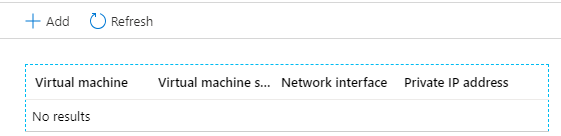 Add Refresh
Virtual machine Virtual machine s... Network interface Private IP address
No results